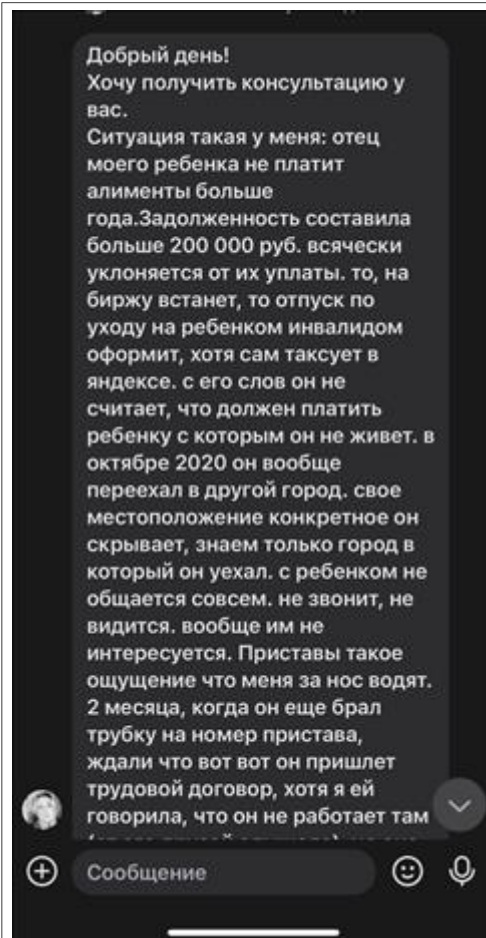 Добрый день!
Хочу получить консультацию у
вас.
Ситуация такая у меня: отец
моего ребенка не платит
алименты больше
года.Задолженность составила
больше 200 000 руб. всячески
уклоняется от их уплаты. то, на
биржу встанет, то отпуск по
уходу на ребенком инвалидом
оформит, хотя сам таксует в
яндексе. с его слов он не
считает, что должен платить
ребенку с которым он не живет. в
октябре 2020 он вообще
переехал в другой город. свое
местоположение конкретное он
скрывает, знаем только город в
который он уехал. с ребенком не
общается совсем. не звонит, не
видится. вообще им не
интересуется. Приставы такое
ощущение что меня за нос водят.
2 месяца, когда он еще брал
трубку на номер пристава,
ждали что вот вот он пришлет
трудовой договор, хотя я ей
говорила, что он не работает там
Сообщение